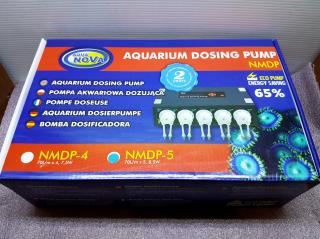 AQUA
NOVA
AQUARIUM DOSING PUMP
NMDP
AQUARIUM DOSING PUMP
POMPA AKWARIOWA DOZUJĄCA
POMPE DOSEUSE
AQUARIUM DOSIERPUMPE
BOMBA DOSIFICADORA
2
ECO PUMP
ENERGY SAVING
65%
NMDP-4
NMDP-5